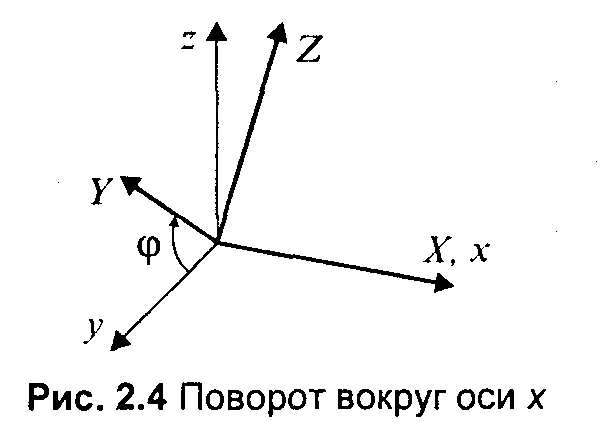 z
Z
Y
φ
X, x
y
Рис. 2.4 Поворот вокруг оси x